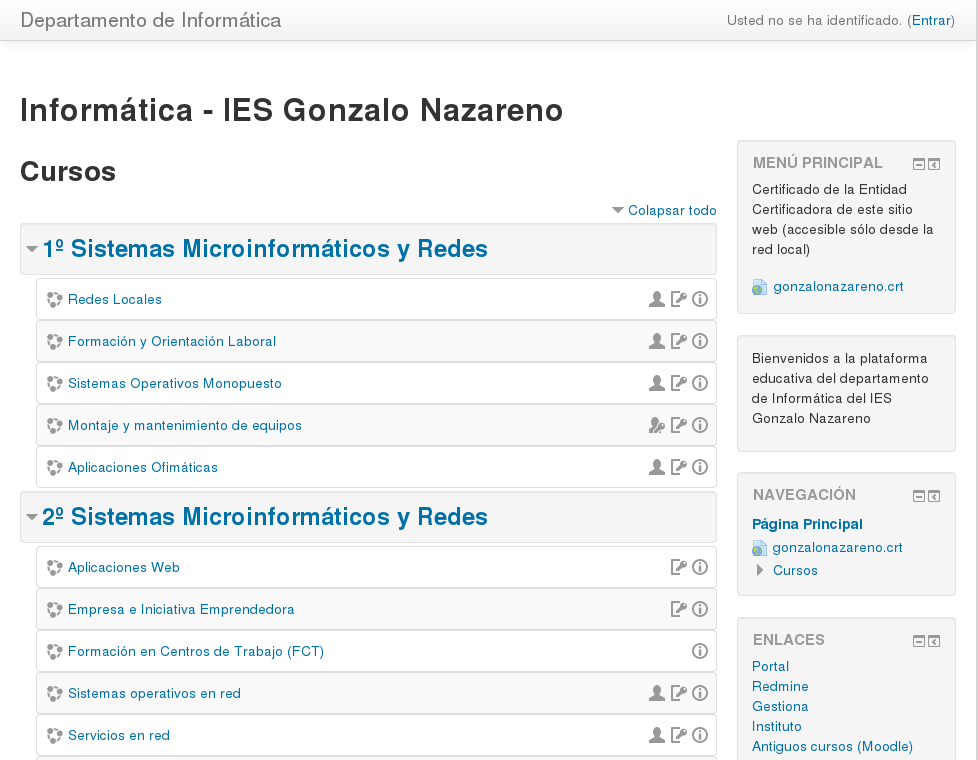 Departamento de Informática
Usted no se ha identificado. (Entrar)
Informática - IES Gonzalo Nazareno
Cursos
Colapsar todo
1º Sistemas Microinformáticos y Redes
Redes Locales
Formación y Orientación Laboral
Sistemas Operativos Monopuesto
Montaje y mantenimiento de equipos
Aplicaciones Ofimáticas
2º Sistemas Microinformáticos y Redes
Aplicaciones Web
Empresa e Iniciativa Emprendedora
Formación en Centros de Trabajo (FCT)
Sistemas operativos en red
Servicios en red
MENÚ PRINCIPAL
Certificado de la Entidad
Certificadora de este sitio
web (accesible sólo desde la
red local)
gonzalonazareno.crt
Bienvenidos a la plataforma
educativa del departamento
de Informática del IES
Gonzalo Nazareno
NAVEGACIÓN
Página Principal
gonzalonazareno.crt
Cursos
ENLACES
Portal
Redmine
Gestiona
Instituto
Antiguos cursos (Moodle)